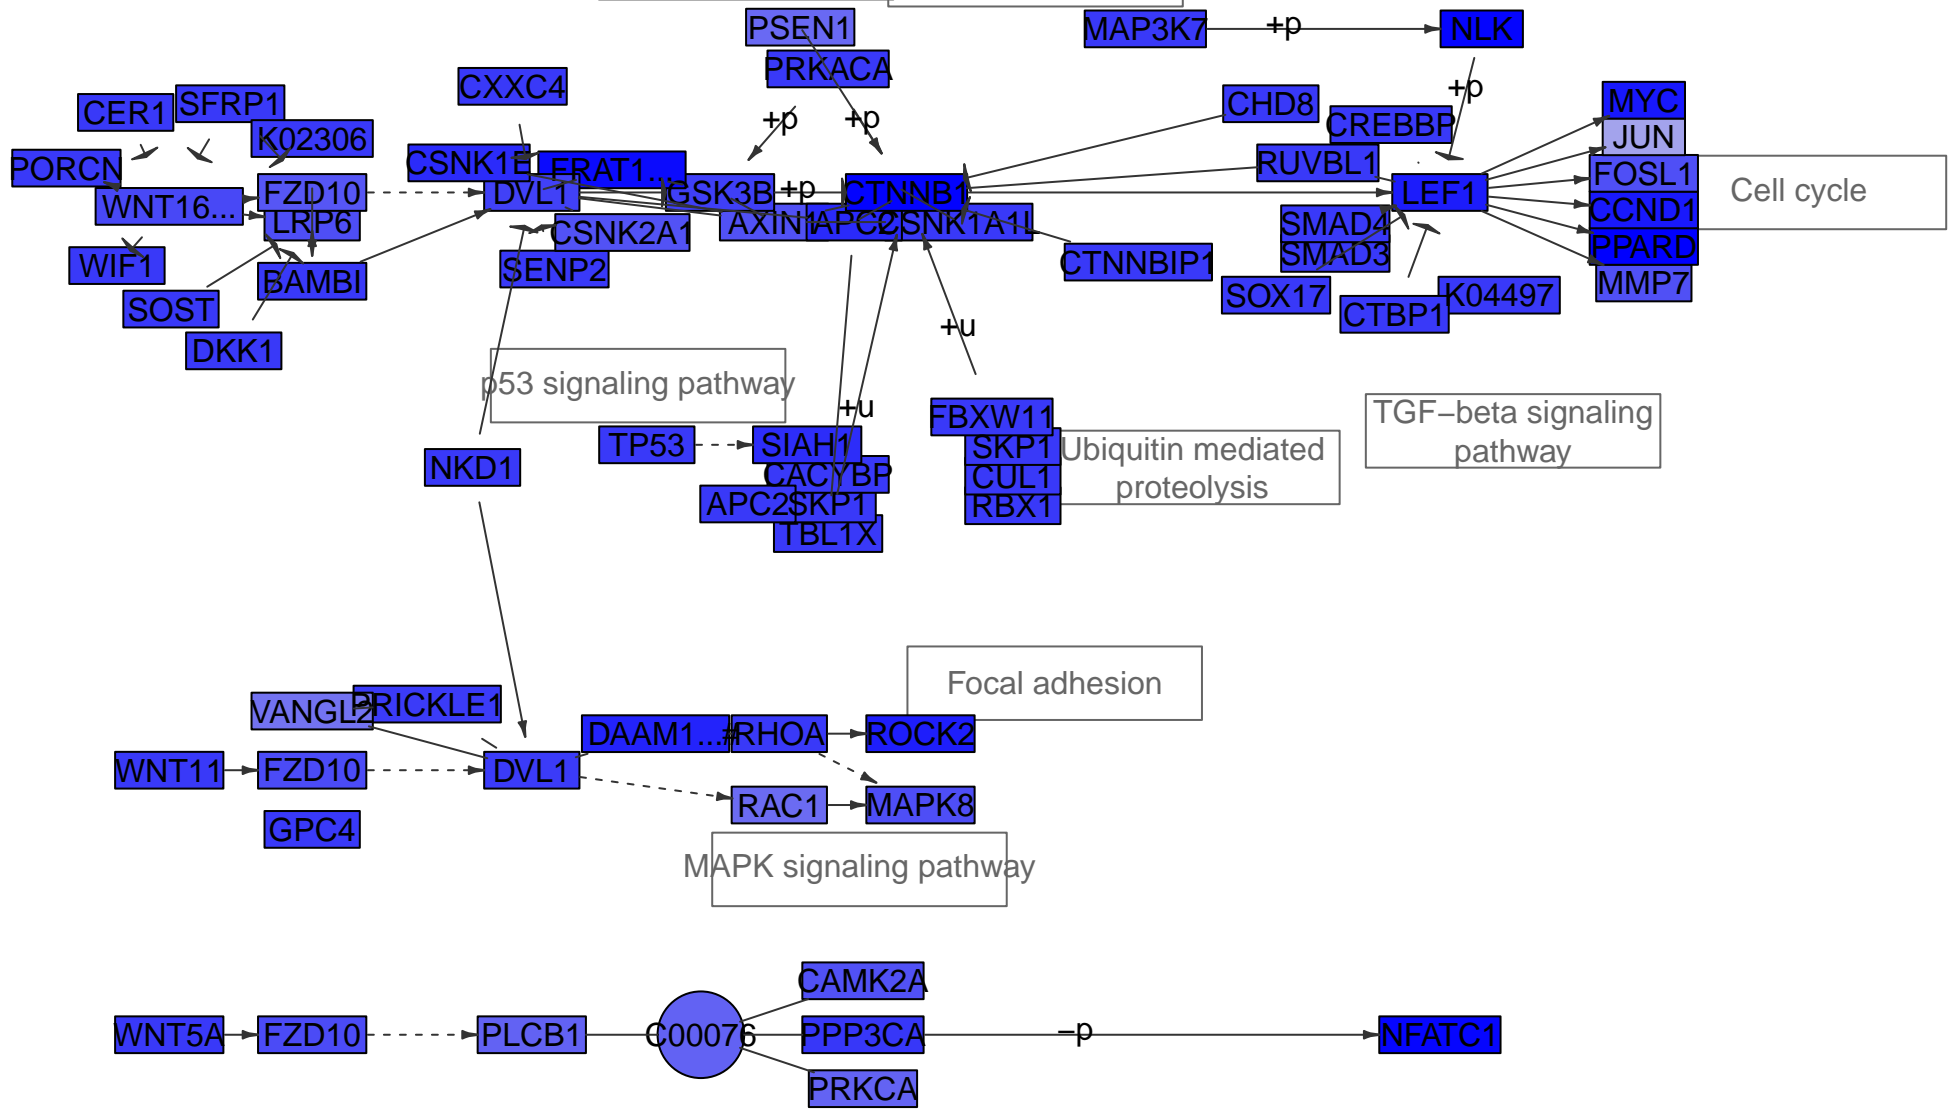 PSEN1
MAP3K7
+p
NLK
PRKACA
CXXC4
+p
+p
+p
CER1
SFRP1
K02306
CHD8
CREBBP
MYC
JUN
PORCN
CSNK1E
FRAT1...
RUVBL1
FOSL1
Cell cycle
WNT16...
FZD10
LRP6
DVL1
GSK3B
+p
CTNNB1
LEF1
CCND1
AXIN1
APC2
CSNK1A1L
SMAD4
SMAD3
PPARD
MMP7
CSNK2A1
SENP2
WIF1
BAMBI
CTNNBIP1
SOST
SOX17
CTBP1
K04497
DKK1
+u
p53 signaling pathway
+u
FBXW11
TGF−beta signaling
pathway
TP53
SIAH1
SKP1
Ubiquitin mediated
proteolysis
NKD1
CACYBP
CUL1
APC2
SKP1
RBX1
TBL1X
Focal adhesion
VANGL2
PRICKLE1
DAAM1...#
RHOA
ROCK2
WNT11
FZD10
DVL1
RAC1
MAPK8
GPC4
MAPK signaling pathway
CAMK2A
WNT5A
FZD10
PLCB1
C00076
PPP3CA
−p
NFATC1
PRKCA